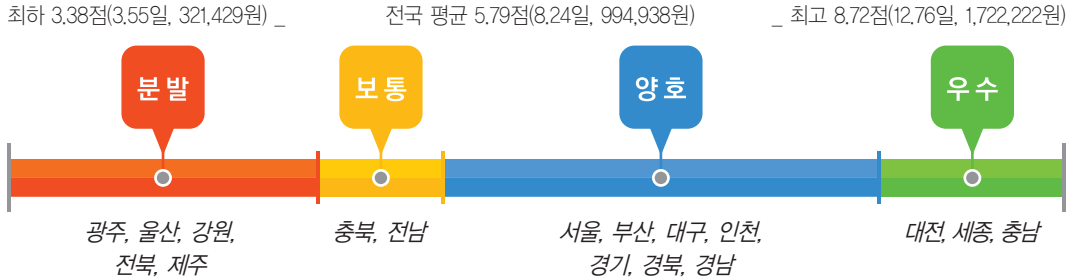 최하 3.38점(3.55일, 321,429원) _ 전국 평균 5.79점(8.24일, 994,938원) _ 최고 8.72점(12.76일, 1,722,222원)
분발 보통 양호 우수
광주, 울산, 강원, 충북, 전남 서울, 부산, 대구, 인천, 대전, 세종, 충남
전북, 제주 경기, 경북, 경남